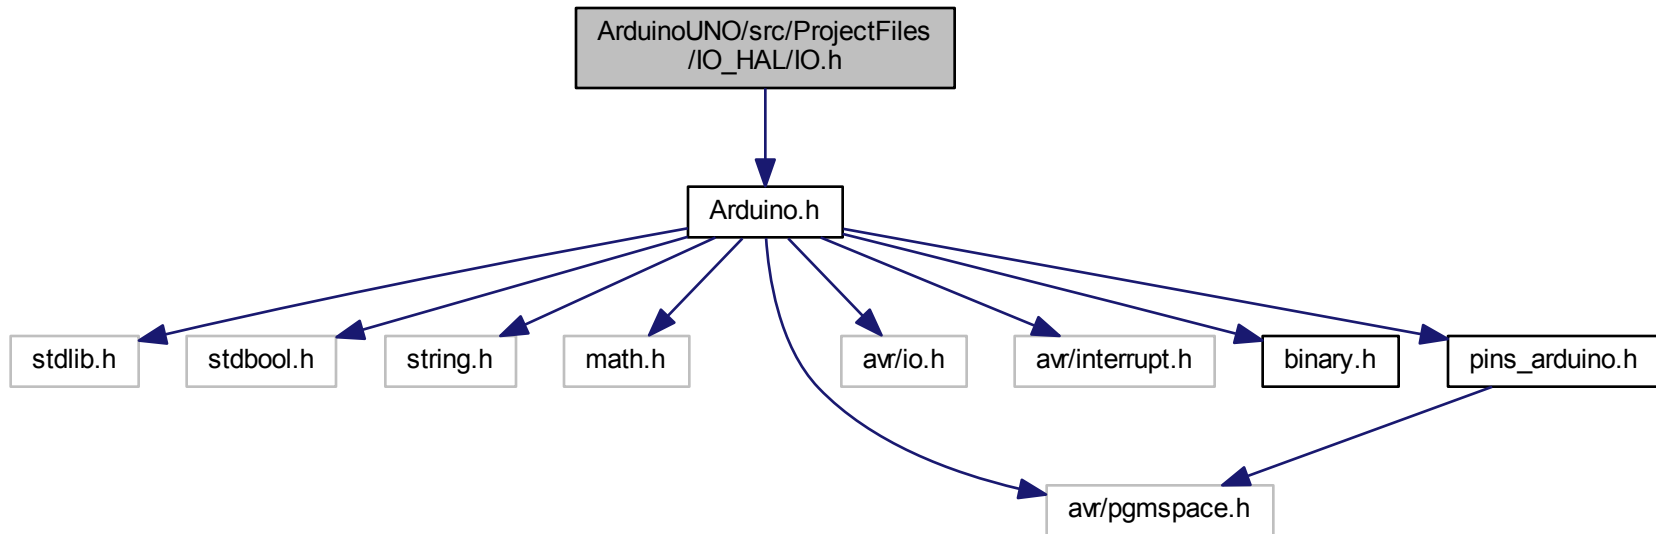 ArduinoUNO/src/ProjectFiles
/IO_HAL/IO.h
Arduino.h
stdlib.h
stdbool.h
string.h
math.h
avr/io.h
avr/interrupt.h
binary.h
pins_arduino.h
avr/pgmspace.h